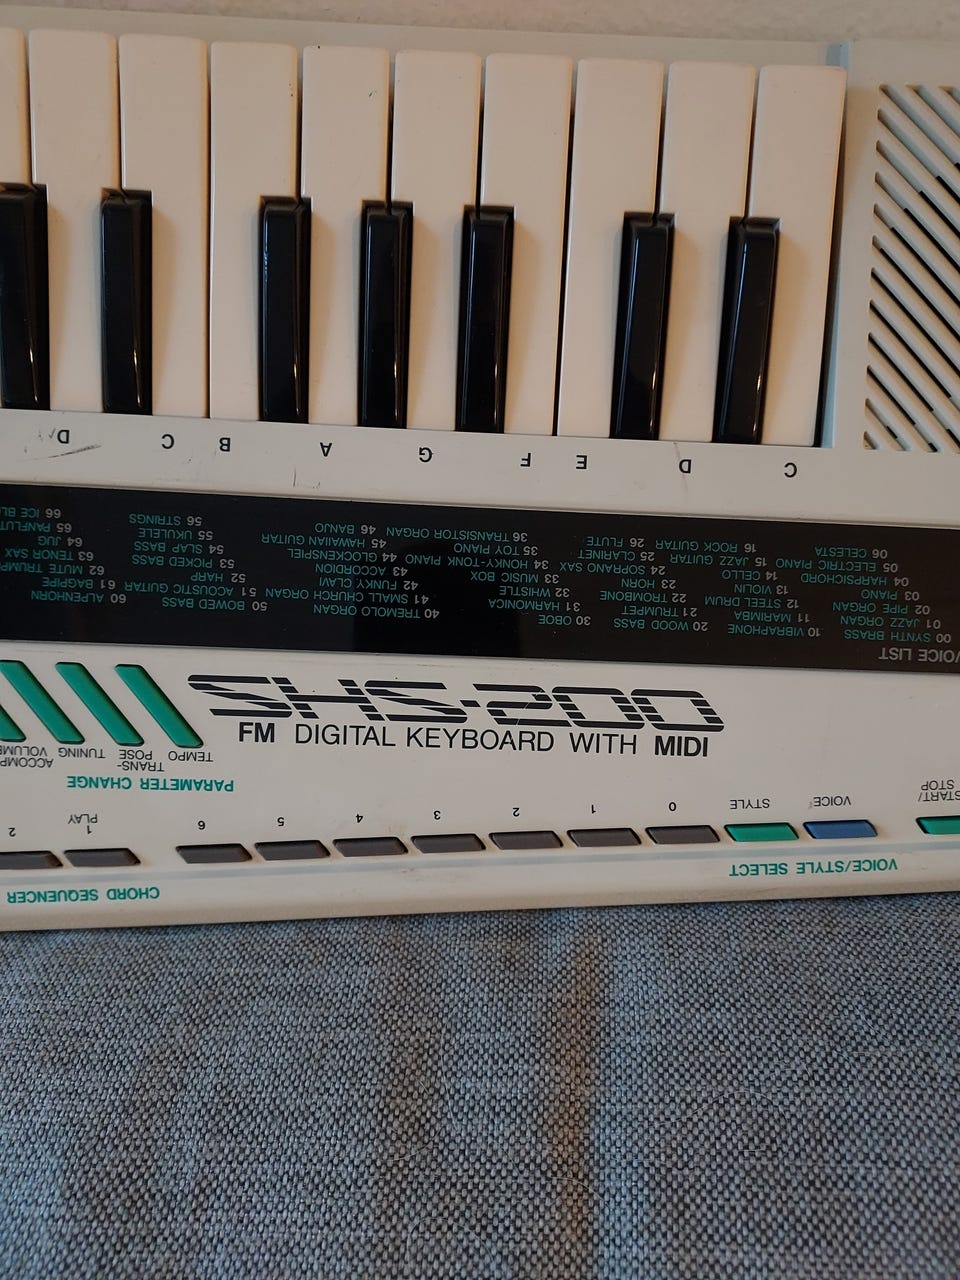 C D E F G A B C D
VOICE LIST
00 SYNTH BRASS
01 JAZZ ORGAN
02 PIPE ORGAN
03 PIANO
04 HARPSICHORD
05 ELECTRIC PIANO
06 CELESTA
10 VIBRAPHONE
11 MARIMBA
12 STEEL DRUM
13 VIOLIN
14 CELLO
15 JAZZ GUITAR
16 ROCK GUITAR
20 WOOD BASS
21 TRUMPET
22 TROMBONE
23 HORN
24 SOPRANO SAX
25 CLARINET
26 FLUTE
30 OBOE
31 HARMONICA
32 WHISTLE
33 MUSIC BOX
34 HONKY-TONK PIANO
35 TOY PIANO
36 TRANSISTOR ORGAN
40 TREMOLO ORGAN
41 SMALL CHURCH ORGAN
42 FUNKY CLAVI
43 ACCORDION
44 GLOCKENSPIEL
45 HAWAIIAN GUITAR
46 BANJO
50 BOWED BASS
51 ACOUSTIC GUITAR
52 HARP
53 PICKED BASS
54 SLAP BASS
55 UKULELE
56 STRINGS
60 ALPENHORN
61 BAGPIPE
62 MUTE TRUMP
63 TENOR SAX
64 JUG
65 PANFLUT
66 ICE BL
SHS-200
FM DIGITAL KEYBOARD WITH MIDI
PARAMETER CHANGE
TEMPO
TRANS-
POSE
TUNING
ACCOMP
VOLUME
START/
STOP
VOICE STYLE 0 1 2 3 4 5 6
1 2
PLAY
VOICE/STYLE SELECT
CHORD SEQUENCER